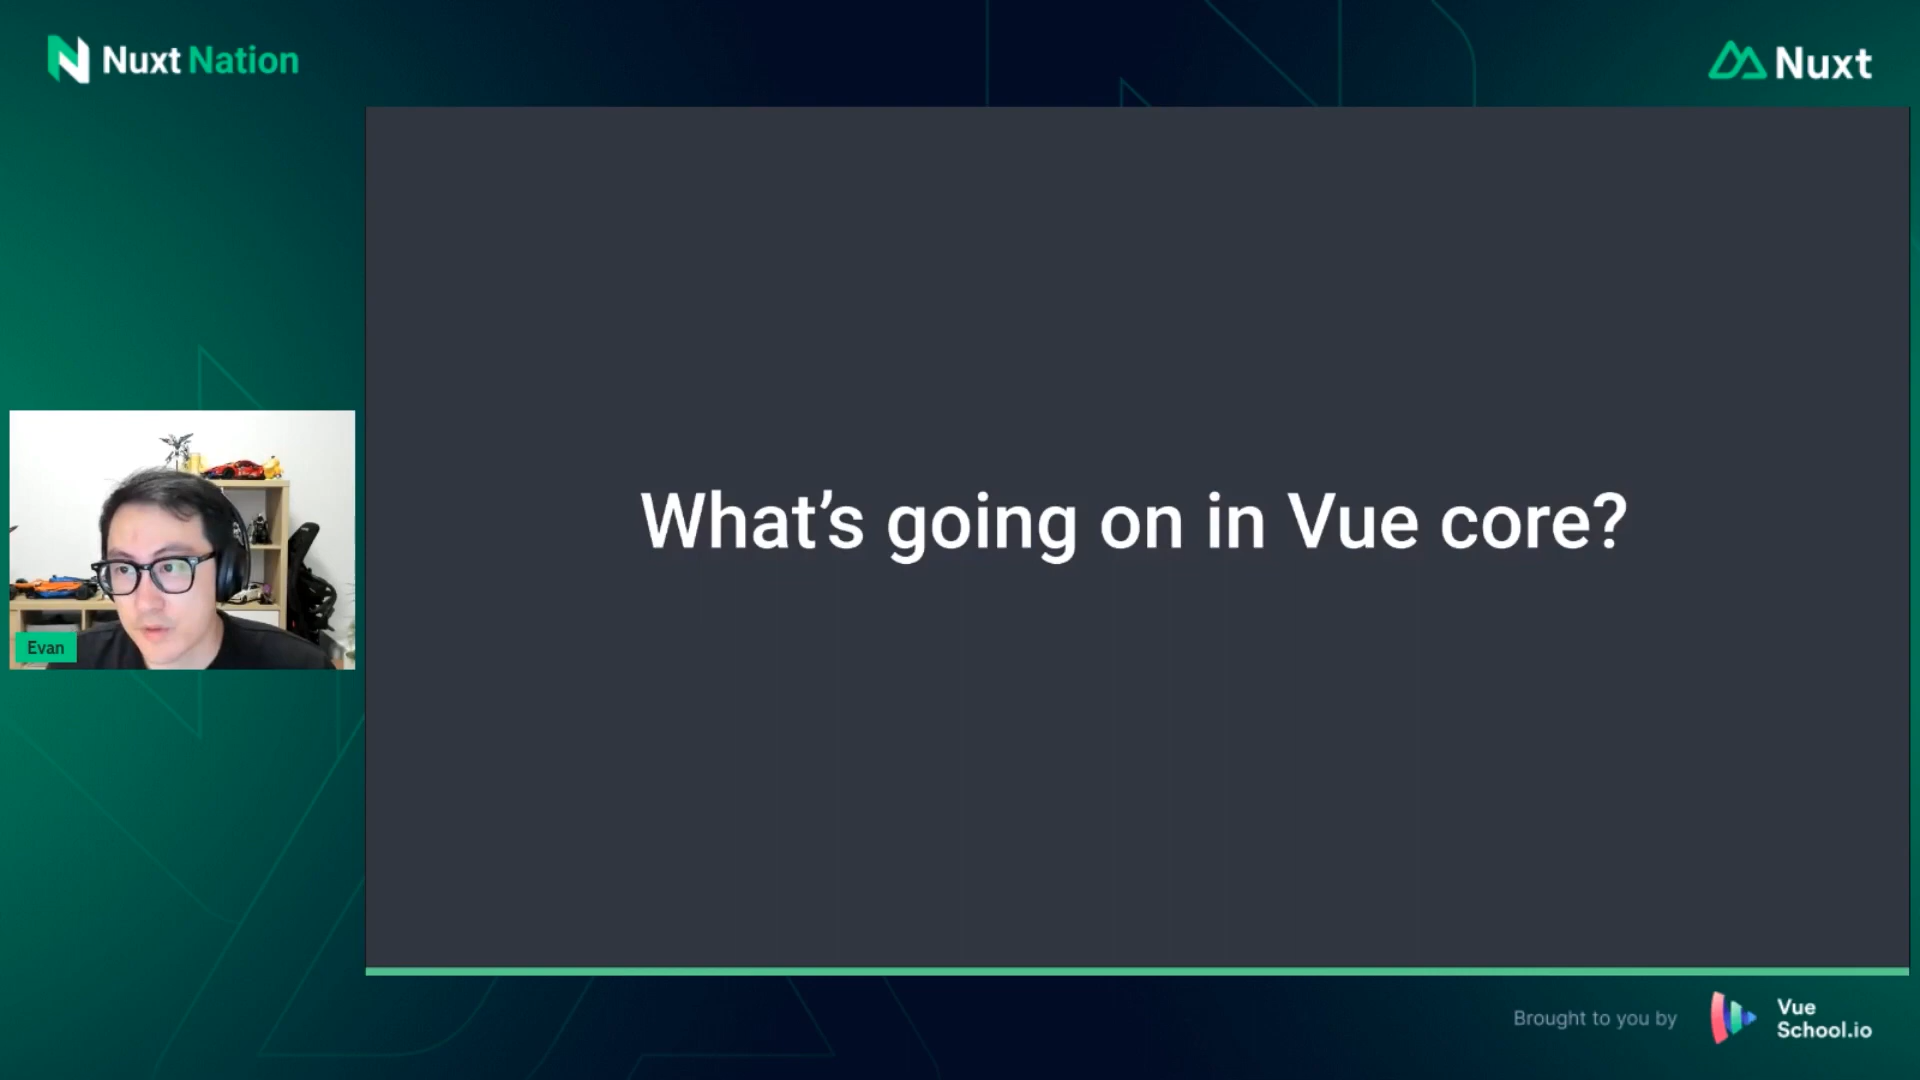 Nuxt Nation
Nuxt
What’s going on in Vue core?
Evan
Brought to you by
Vue
School.io